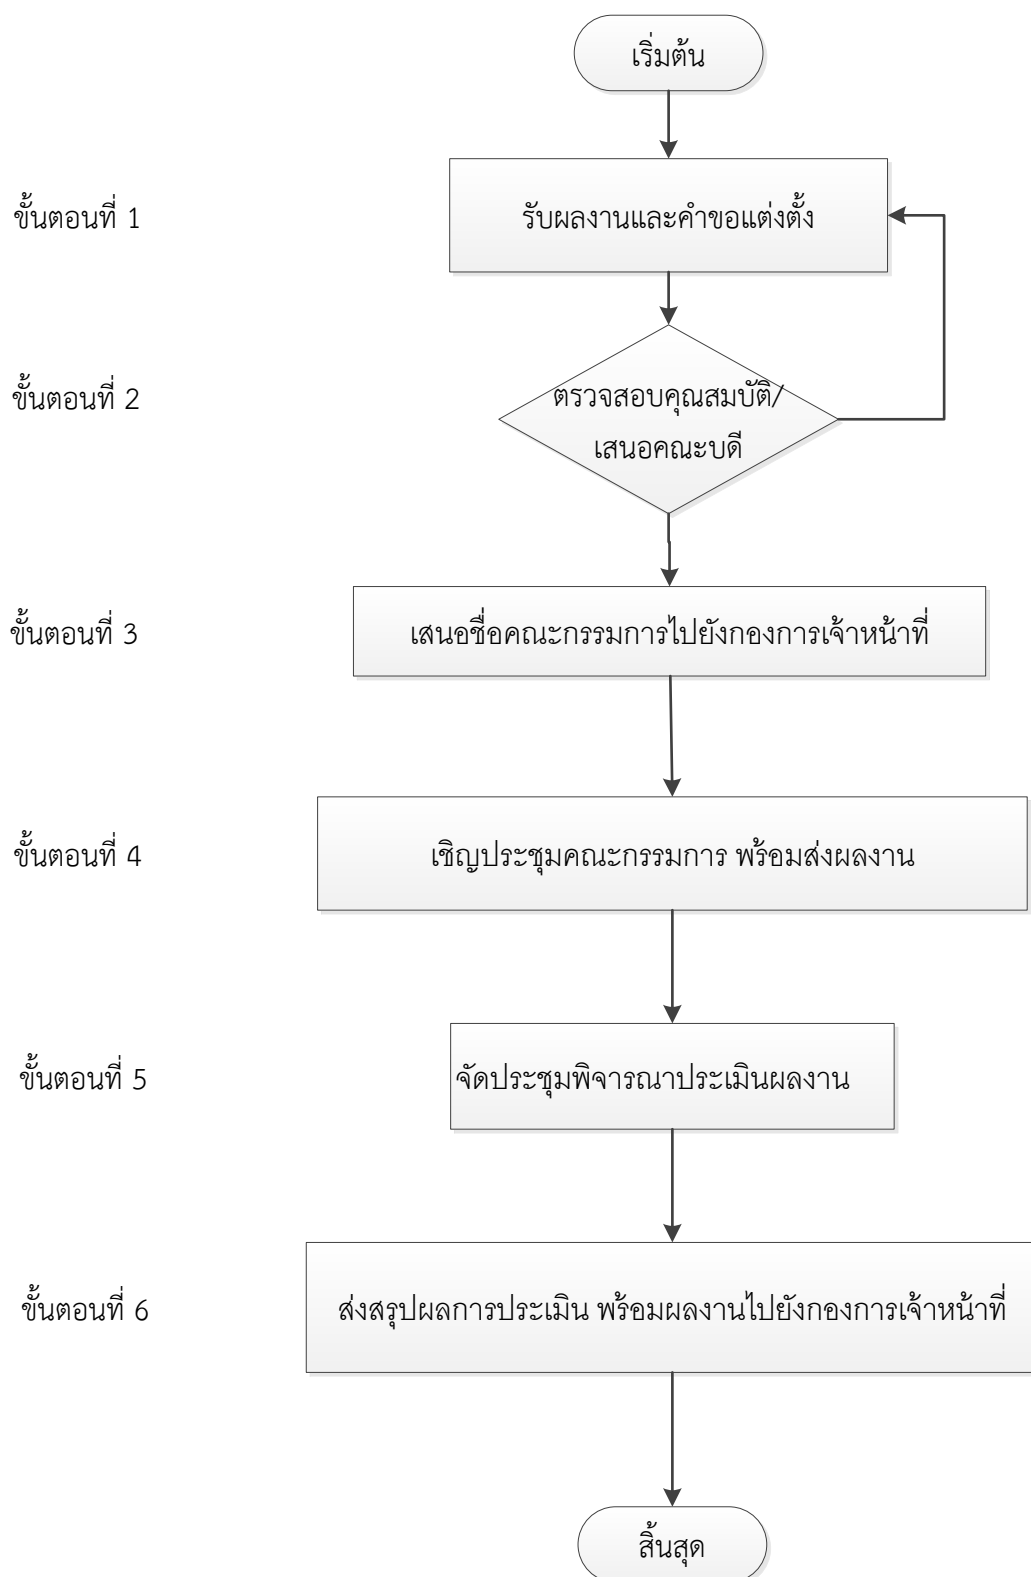 เริ่มต้น
ขั้นตอนที่ 1
รับผลงานและคำขอแต่งตั้ง
ขั้นตอนที่ 2
ตรวจสอบคุณสมบัติ/
เสนอคณะบดี
ขั้นตอนที่ 3
เสนอชื่อคณะกรรมการไปยังกองการเจ้าหน้าที่
ขั้นตอนที่ 4
เชิญประชุมคณะกรรมการ พร้อมส่งผลงาน
ขั้นตอนที่ 5
จัดประชุมพิจารณาประเมินผลงาน
ขั้นตอนที่ 6
ส่งสรุปผลการประเมิน พร้อมผลงานไปยังกองการเจ้าหน้าที่
สิ้นสุด